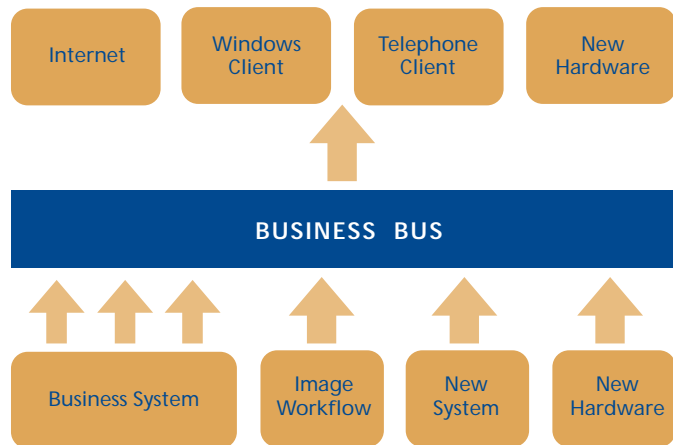 Internet
Windows
Client
Telephone
Client
New
Hardware
BUSINESS BUS
Business System
Image
Workflow
New
System
New
Hardware